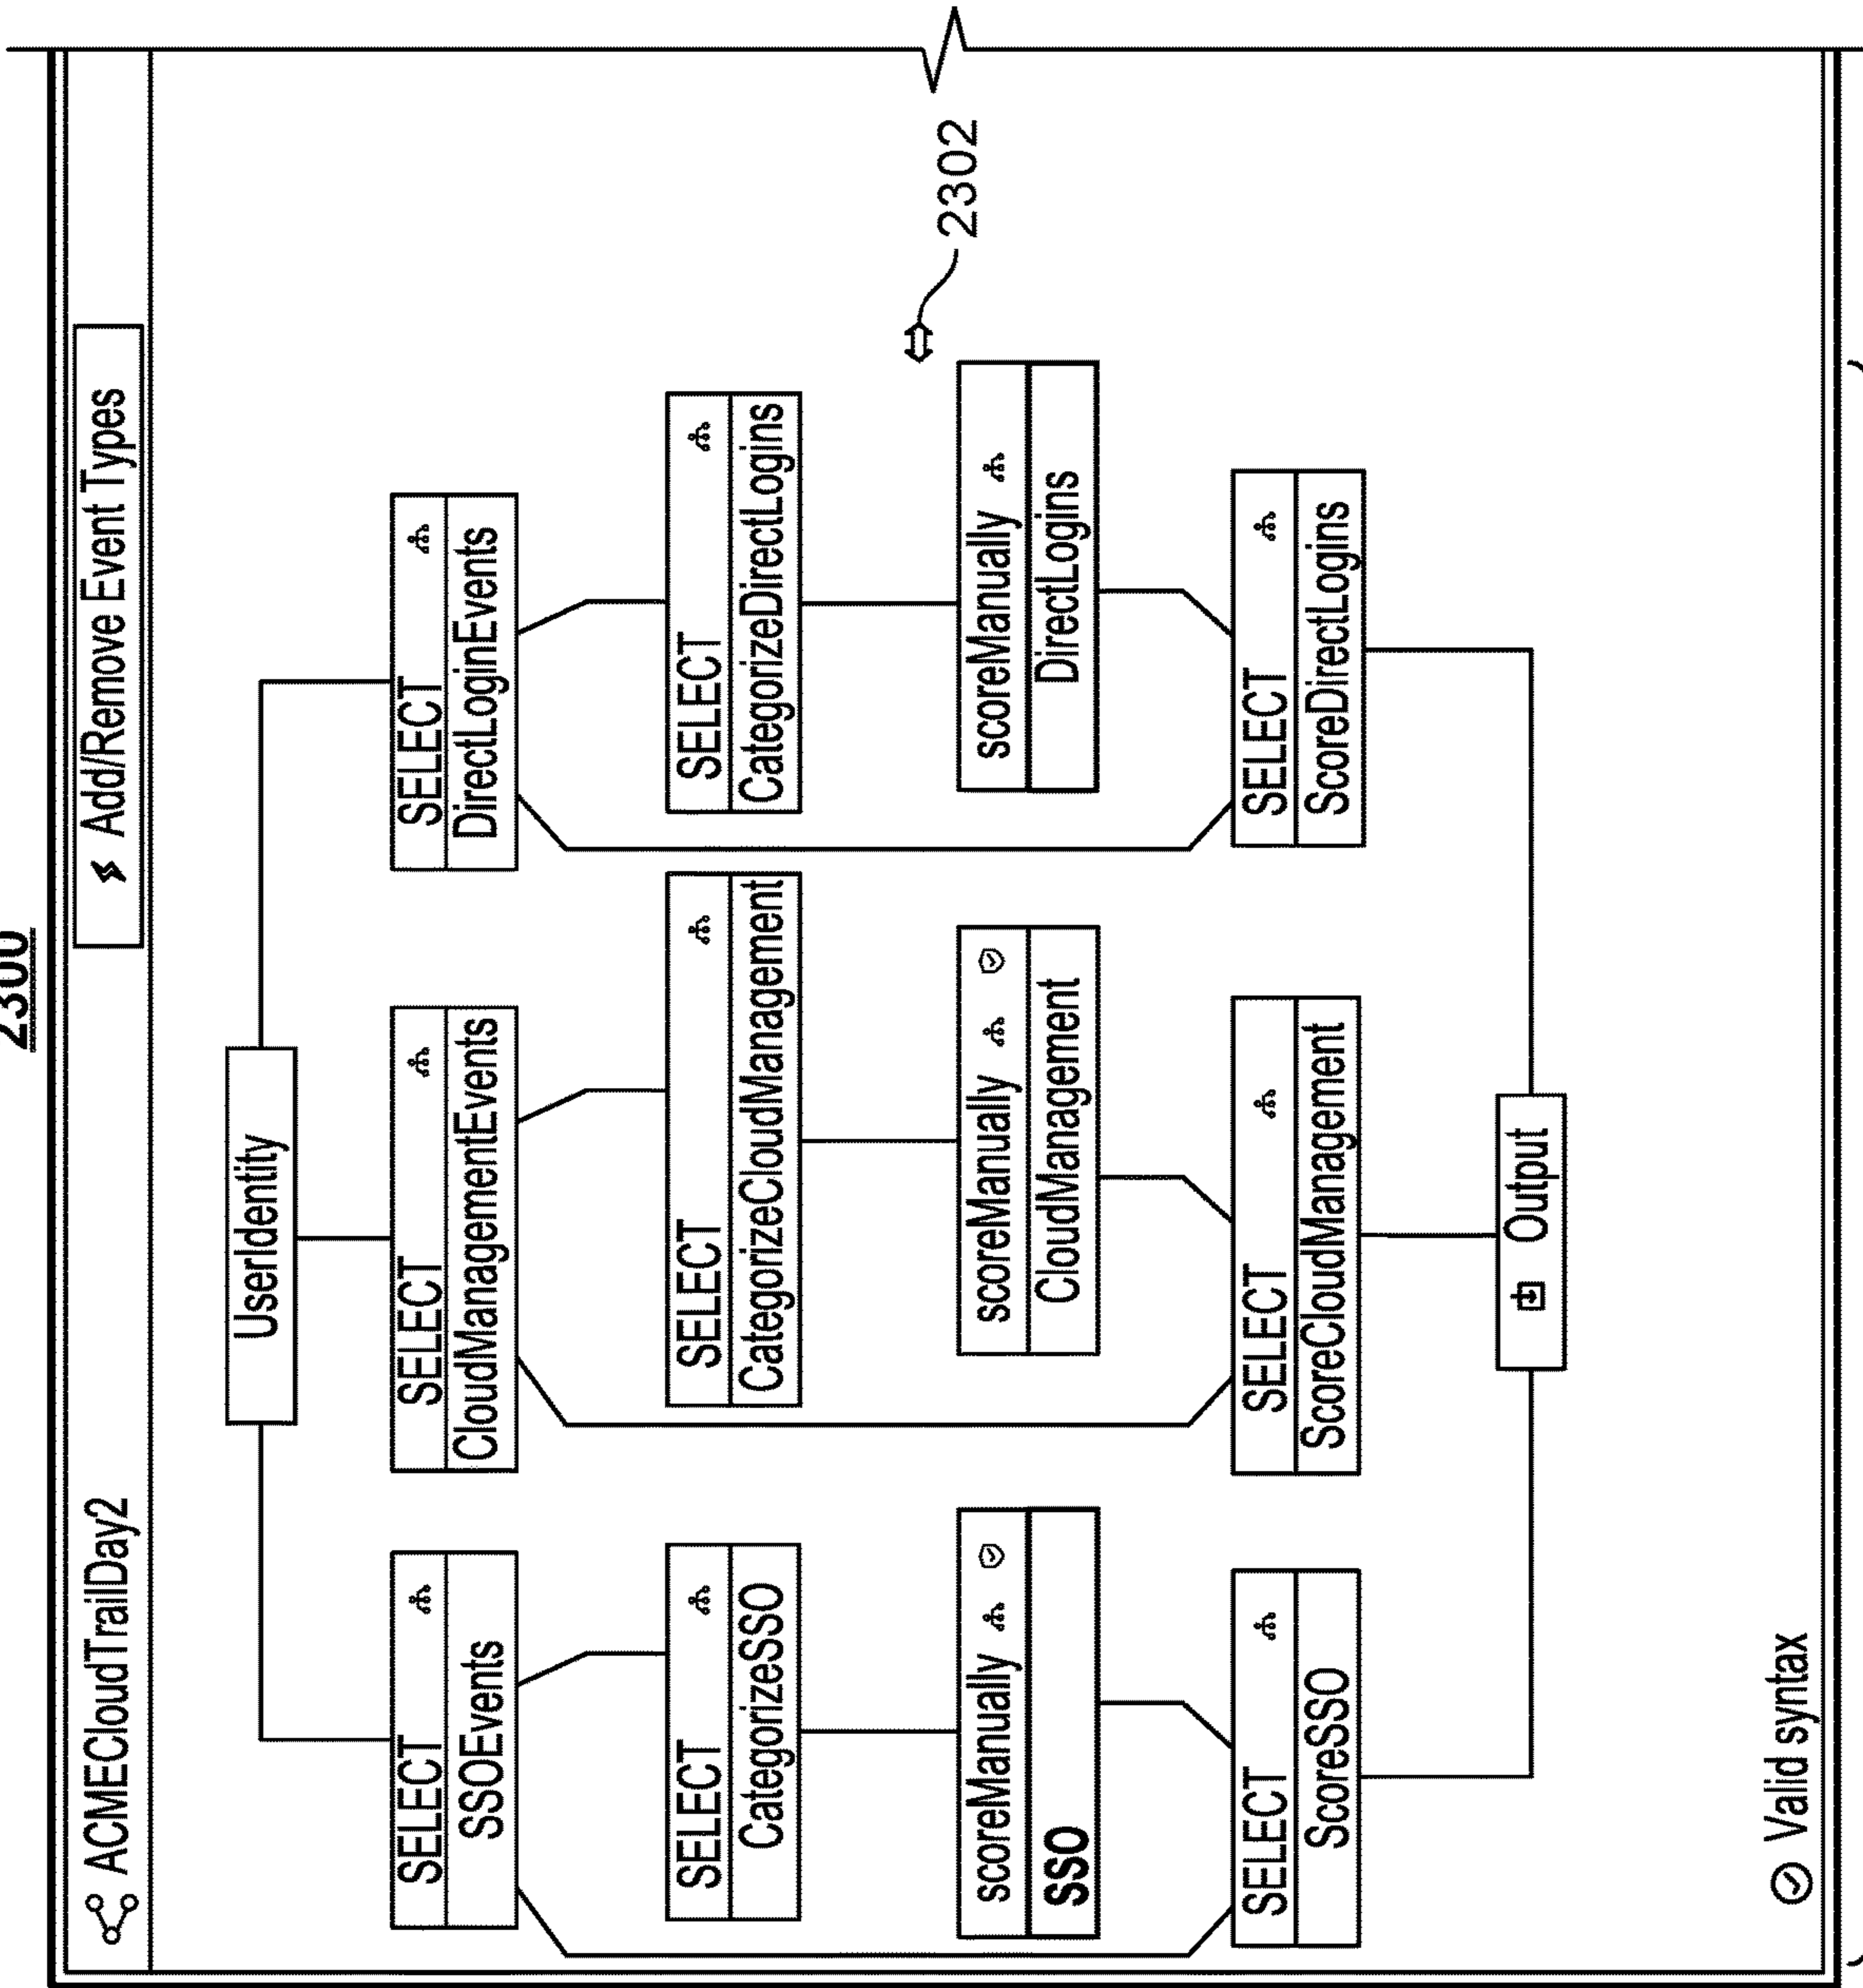 2300
ACMECloudTrailDay2
Add/Remove Event Types
UserIdentity
SELECT
SSOEvents
SELECT
CloudManagementEvents
SELECT
DirectLoginEvents
SELECT
CategorizeSSO
SELECT
CategorizeCloudManagement
SELECT
CategorizeDirectLogins
2302
scoreManually
SSO
scoreManually
CloudManagement
scoreManually
DirectLogins
SELECT
ScoreSSO
SELECT
ScoreCloudManagement
SELECT
ScoreDirectLogins
Output
Valid syntax